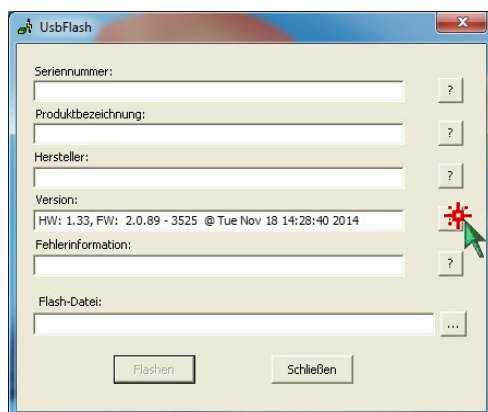 UsbFlash
Seriennummer:
?
Produktbezeichnung:
?
Hersteller:
?
Version:
HW: 1.33, FW: 2.0.89 - 3525 @ Tue Nov 18 14:28:40 2014
Fehlerinformation:
?
Flash-Datei:
...
Flashen Schließen